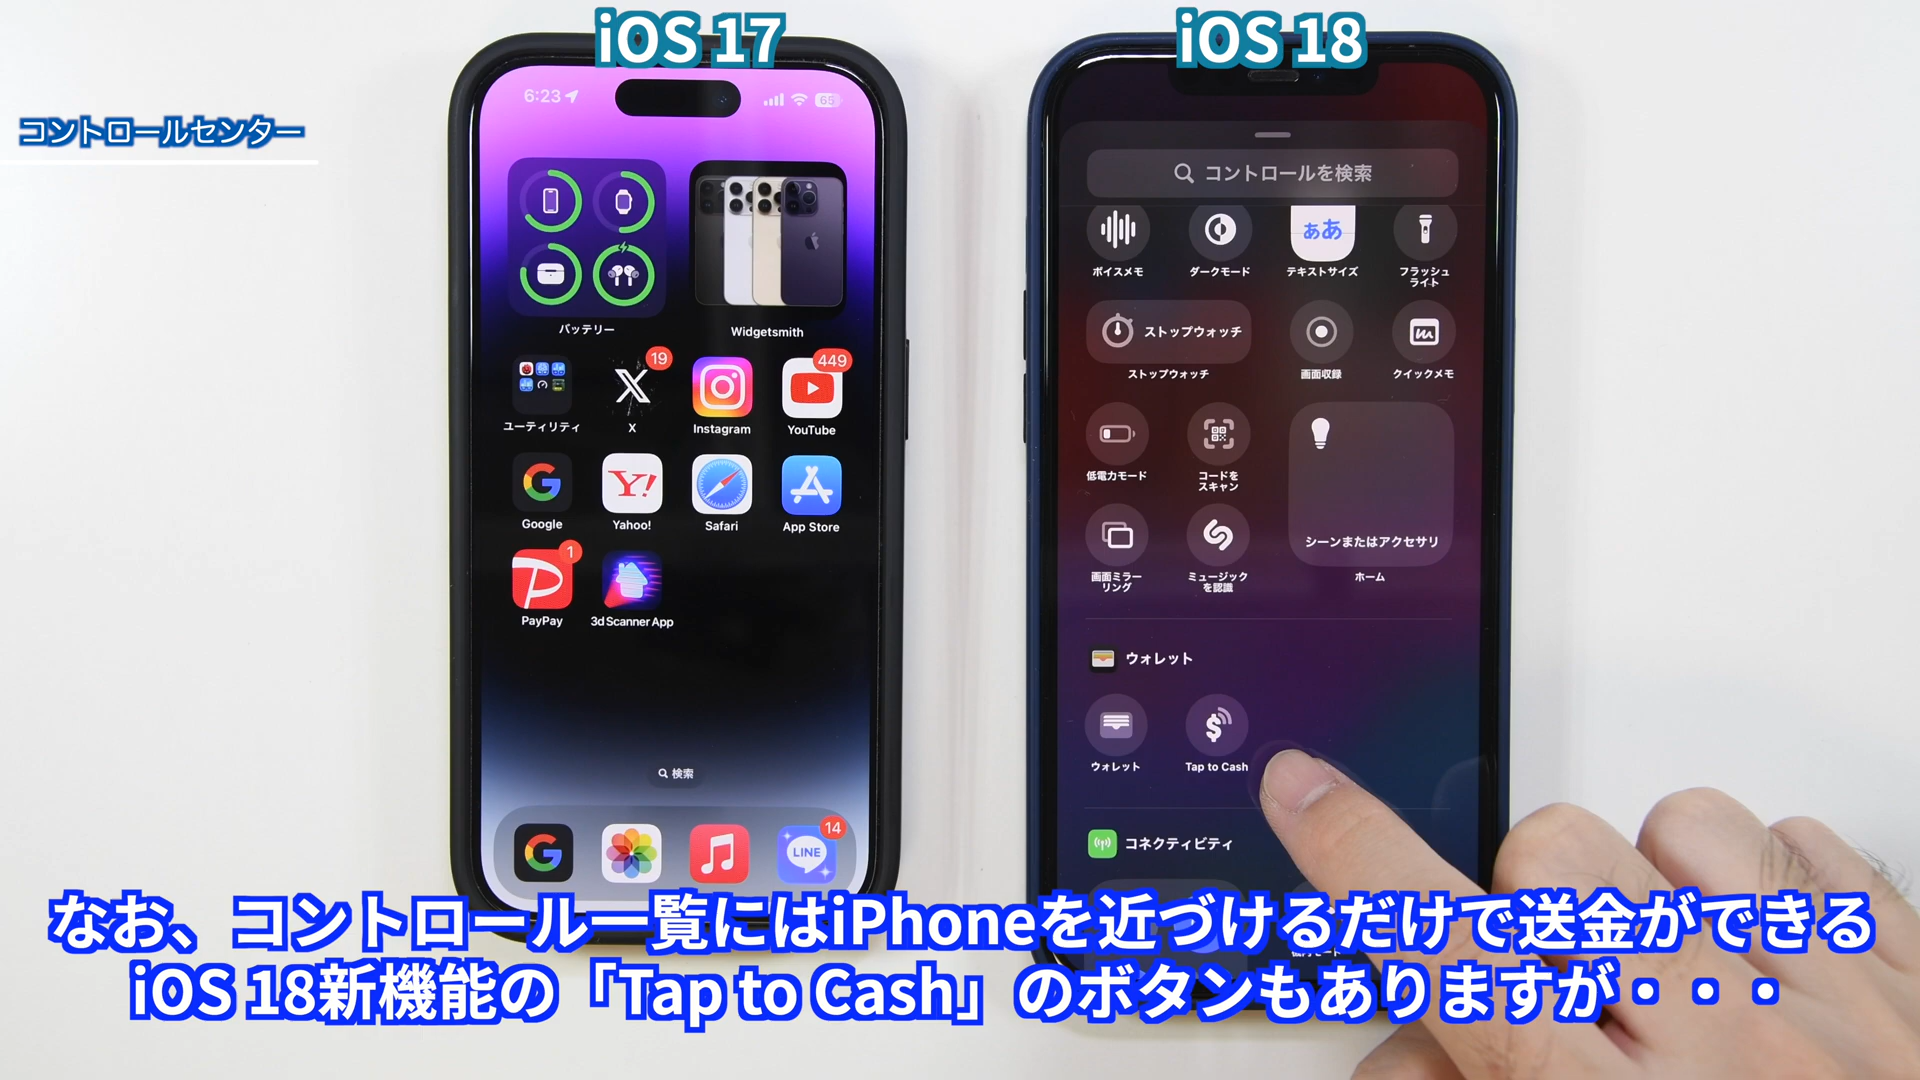 iOS 17
iOS 18
コントロールセンター
6:23
65
バッテリー
Widgetsmith
19
449
ユーティリティ
X
Instagram
YouTube
Google
Y!
Yahoo!
Safari
App Store
1
PayPay
3d Scanner App
検索
14
LINE
コントロールを検索
ああ
ボイスメモ
ダークモード
テキストサイズ
フラッシュ
ライト
ストップウォッチ
ストップウォッチ
画面収録
クイックメモ
低電力モード
コードを
スキャン
シーンまたはアクセサリ
ホーム
画面ミラー
リング
ミュージック
を認識
ウォレット
ウォレット
Tap to Cash
コネクティビティ
なお、コントロール一覧にはiPhoneを近づけるだけで送金ができる
iOS 18新機能の「Tap to Cash」のボタンもありますが・・・